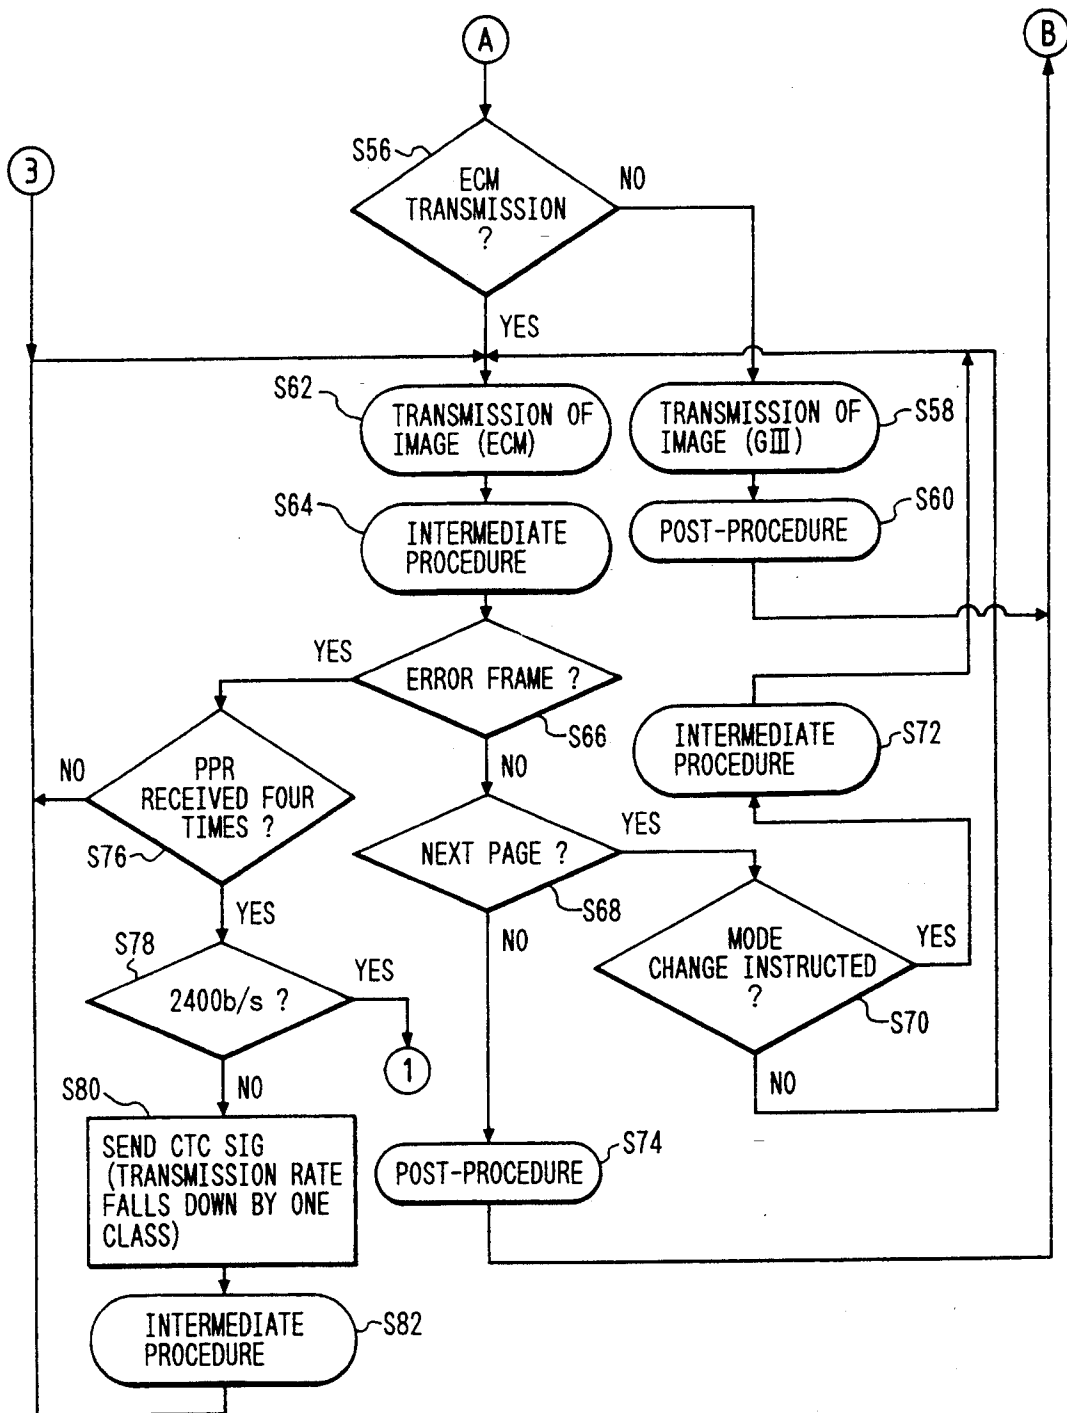 A
B
3
S56
ECM
TRANSMISSION
?
NO
YES
S62
TRANSMISSION OF
IMAGE (ECM)
TRANSMISSION OF
IMAGE (GⅢ)
S58
S64
INTERMEDIATE
PROCEDURE
POST-PROCEDURE
S60
YES
ERROR FRAME ?
S66
NO
INTERMEDIATE
PROCEDURE
S72
NO
PPR
RECEIVED FOUR
TIMES ?
S76
YES
NEXT PAGE ?
YES
S68
NO
MODE
CHANGE INSTRUCTED
?
YES
S70
NO
S78
2400b/s ?
YES
1
NO
S80
SEND CTC SIG
(TRANSMISSION RATE
FALLS DOWN BY ONE
CLASS)
POST-PROCEDURE
S74
INTERMEDIATE
PROCEDURE
S82